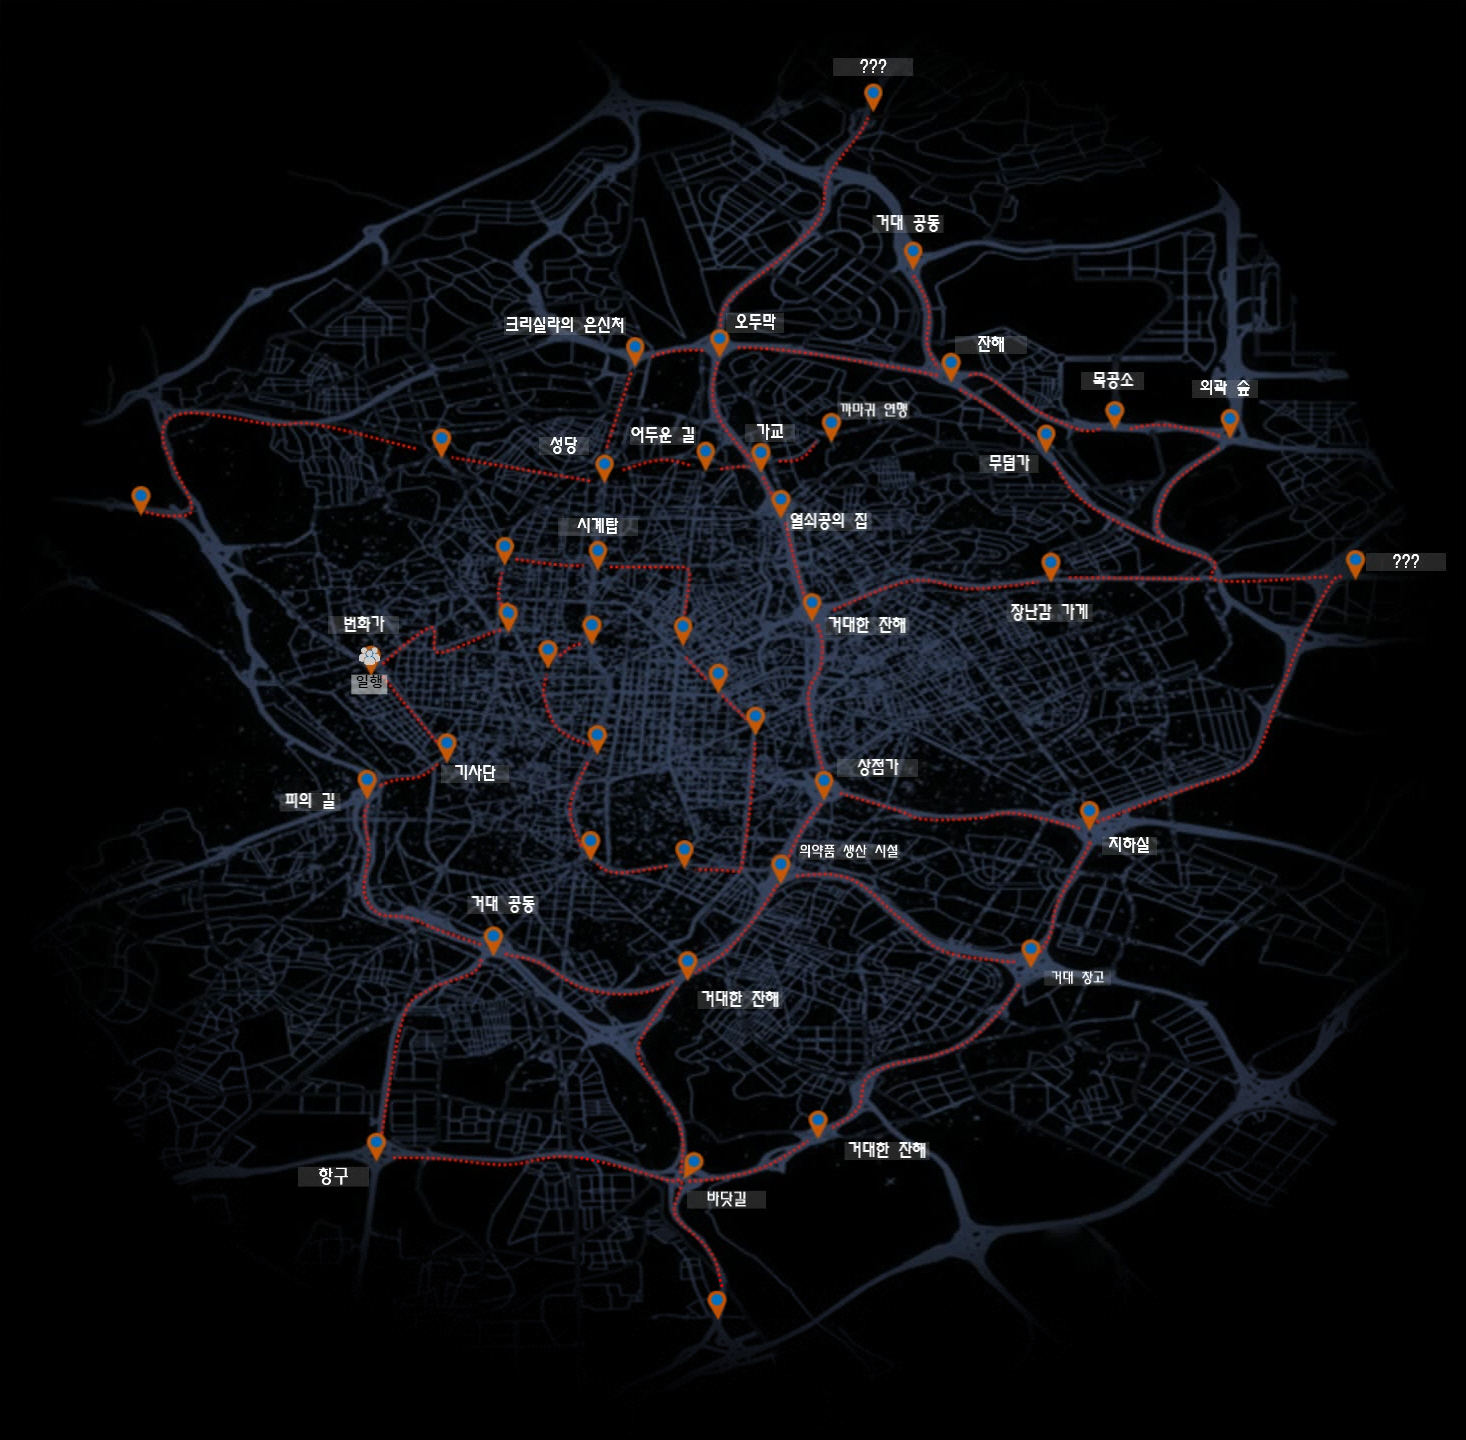 ???
거대 공동
오두막
크리실라의 은신처
잔해
목공소
외곽 숲
까마귀 연맹
가교
어두운 길
성당
무덤가
열쇠공의 집
시계탑
???
장난감 가게
번화가
거대한 잔해
일행
상점가
기사단
피의 길
지하실
의약품 생산 시설
거대 공동
거대 창고
거대한 잔해
거대한 잔해
항구
바닷길